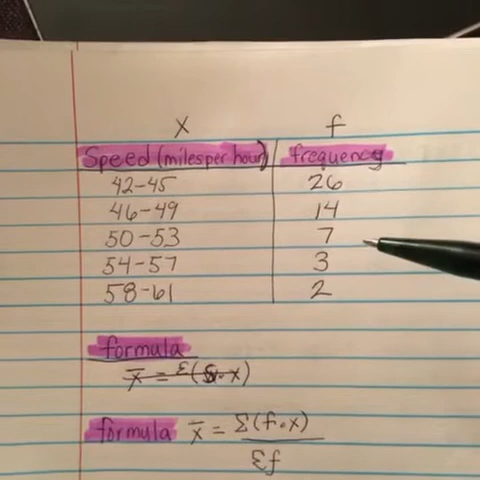 x f
Speed (miles per hour) frequency
42-45 26
46-49 14
50-53 7
54-57 3
58-61 2
formula
x̄ = Σ(f·x)
formula x̄ = Σ(f·x)
Σf